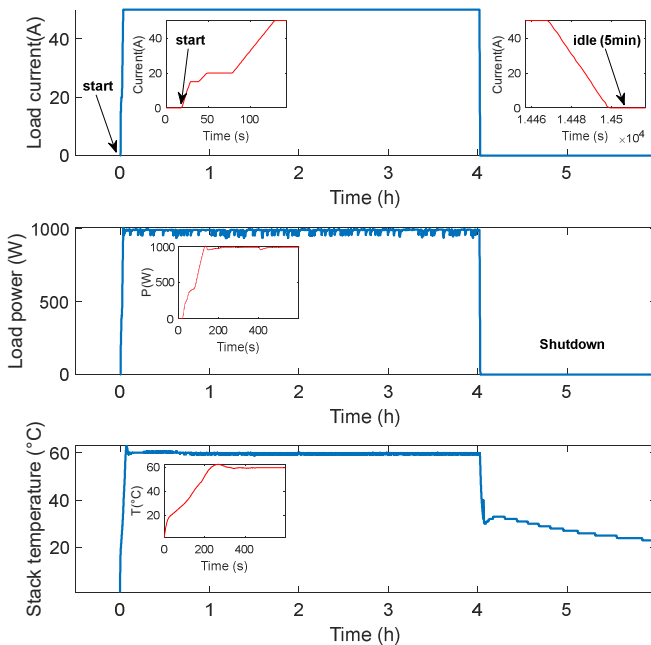 Load current(A)
40
20
0
start
Current(A)
40
20
0
start
0
50
100
Time (s)
Current(A)
40
20
0
idle (5min)
1.446
1.448
1.45
Time (s)
×10⁴
0
1
2
3
4
5
Time (h)
Load power (W)
1000
500
0
P(W)
1000
500
0
0
200
400
Time(s)
Shutdown
0
1
2
3
4
5
Time (h)
Stack temperature (°C)
60
40
20
T(°C)
60
40
20
0
200
400
Time (s)
0
1
2
3
4
5
Time (h)